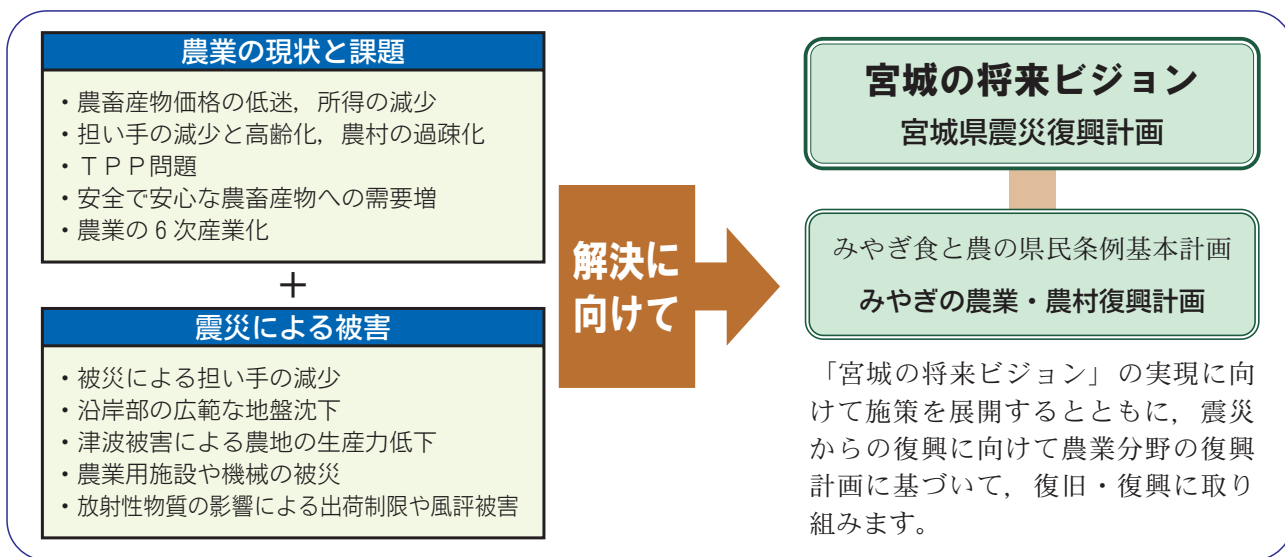 農業の現状と課題
・農畜産物価格の低迷，所得の減少
・担い手の減少と高齢化，農村の過疎化
・ＴＰＰ問題
・安全で安心な農畜産物への需要増
・農業の６次産業化
＋
震災による被害
・被災による担い手の減少
・沿岸部の広範な地盤沈下
・津波被害による農地の生産力低下
・農業用施設や機械の被災
・放射性物質の影響による出荷制限や風評被害
解決に
向けて
宮城の将来ビジョン
宮城県震災復興計画
みやぎ食と農の県民条例基本計画
みやぎの農業・農村復興計画
「宮城の将来ビジョン」の実現に向
けて施策を展開するとともに，震災
からの復興に向けて農業分野の復興
計画に基づいて，復旧・復興に取り
組みます。